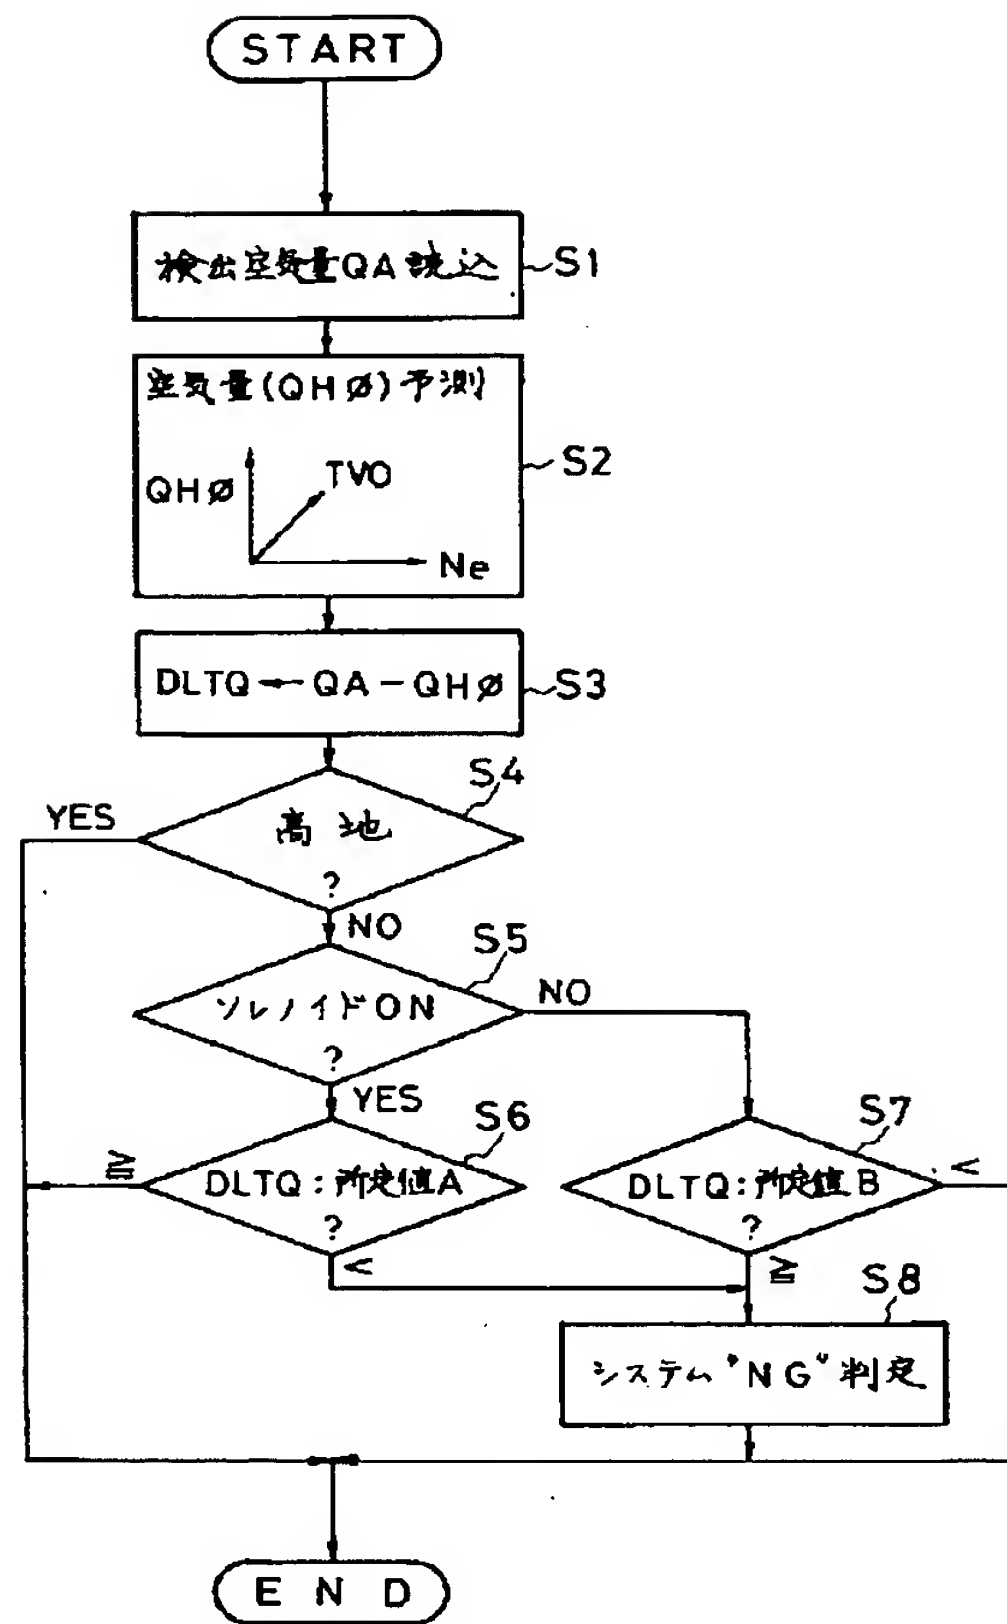 START
検出空気量QA読込
S1
空気量(QHØ)予測
QHØ
TVO
Ne
S2
DLTQ←QA−QHØ
S3
S4
YES
高地
?
NO
S5
ソレノイドON
?
NO
YES
S6
≧
DLTQ:所定値A
?
<
S7
DLTQ:所定値B
?
<
≧
S8
システム"NG"判定
END